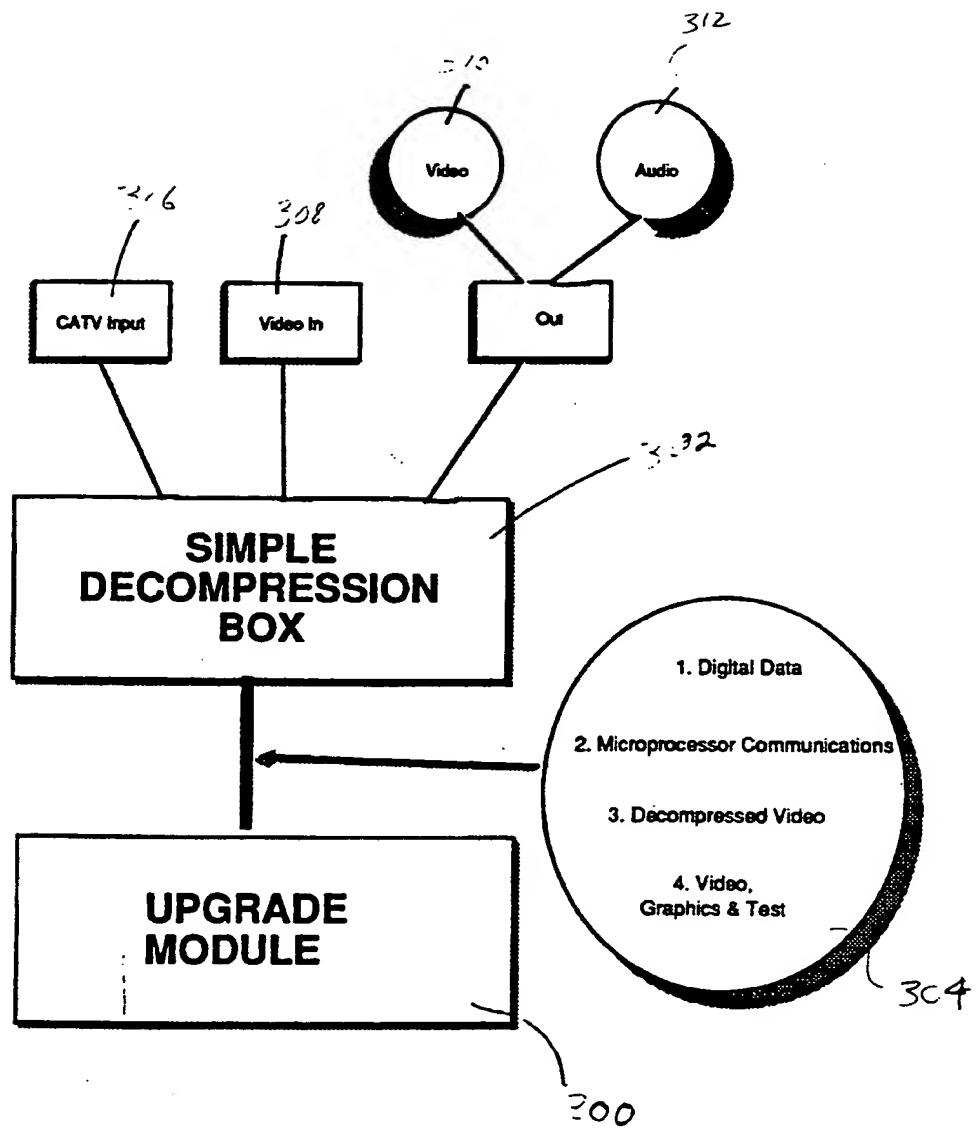 312
Video
Audio
308
CATV Input
Video In
Out
SIMPLE
DECOMPRESSION
BOX
1. Digital Data
2. Microprocessor Communications
3. Decompressed Video
4. Video,
Graphics & Test
UPGRADE
MODULE
304
300